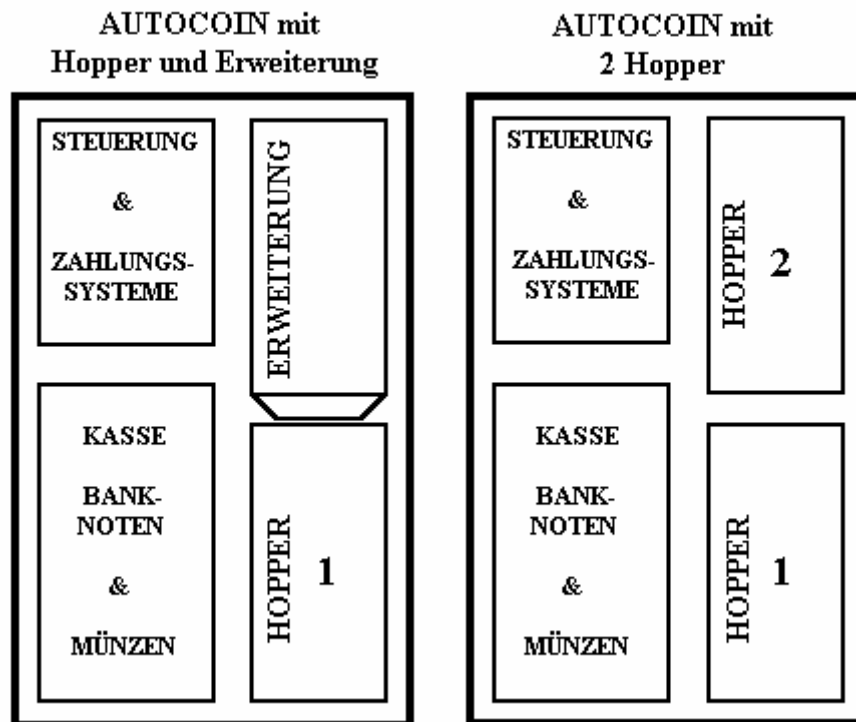 AUTOCOIN mit
Hopper und Erweiterung
STEUERUNG
&
ZAHLUNGS-
SYSTEME
ERWEITERUNG
KASSE
BANK-
NOTEN
&
MÜNZEN
HOPPER 1
AUTOCOIN mit
2 Hopper
STEUERUNG
&
ZAHLUNGS-
SYSTEME
HOPPER 2
KASSE
BANK-
NOTEN
&
MÜNZEN
HOPPER 1